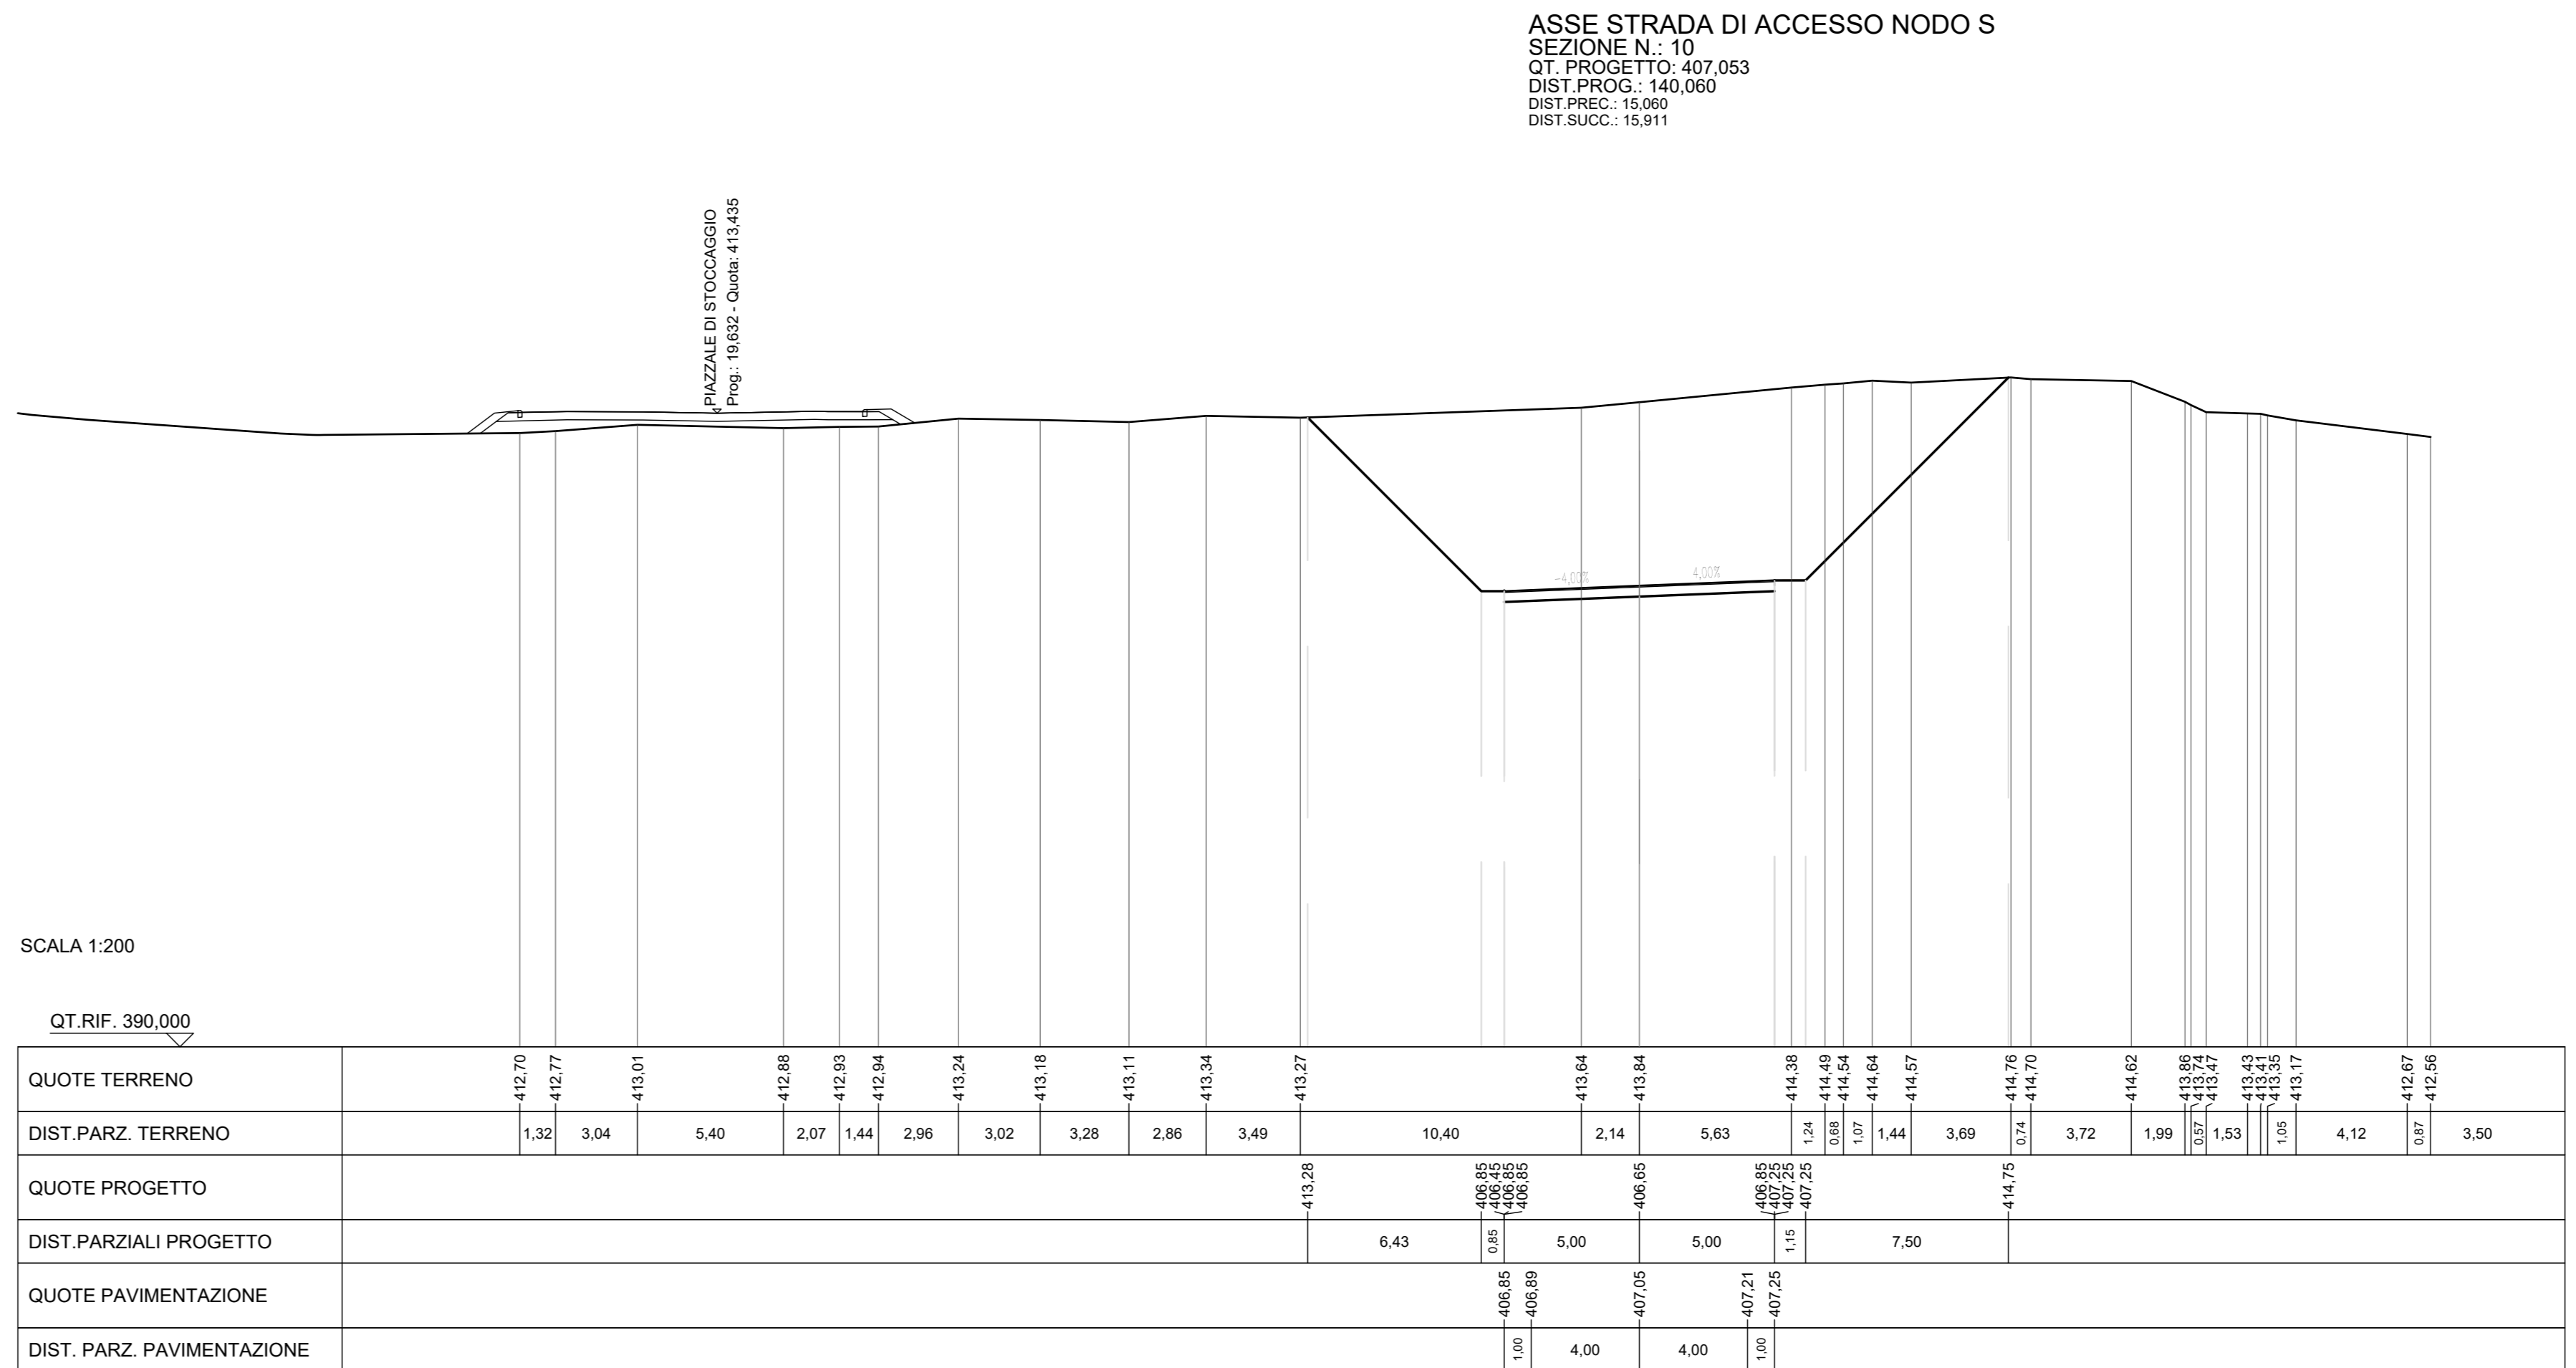 ASSE STRADA DI ACCESSO NODO S
SEZIONE N.: 10
QT. PROGETTO: 407,053
DIST.PROG.: 140,060
DIST.PREC.: 15,060
DIST.SUCC.: 15,911
PIAZZALE DI STOCCAGGIO
Prog.: 19,632 - Quota: 413,435
-4,00% 4,00%
SCALA 1:200
QT.RIF. 390,000
QUOTE TERRENO 412,70 412,77 413,01 412,88 412,93 412,94 413,24 413,18 413,11 413,34 413,27 413,64 413,84 414,38 414,49 414,54 414,64 414,57 414,76 414,70 414,62 413,86 413,74 413,47 413,43 413,41 413,35 413,17 412,67 412,56
DIST.PARZ. TERRENO 1,32 3,04 5,40 2,07 1,44 2,96 3,02 3,28 2,86 3,49 10,40 2,14 5,63 1,24 0,68 1,07 1,44 3,69 0,74 3,72 1,99 0,57 1,53 1,05 4,12 0,87 3,50
QUOTE PROGETTO 413,28 406,85 406,45 406,85 406,85 406,65 406,85 407,25 407,25 407,25 414,75
DIST.PARZIALI PROGETTO 6,43 0,85 5,00 5,00 1,15 7,50
QUOTE PAVIMENTAZIONE 406,85 406,89 407,05 407,21 407,25
DIST. PARZ. PAVIMENTAZIONE 1,00 4,00 4,00 1,00